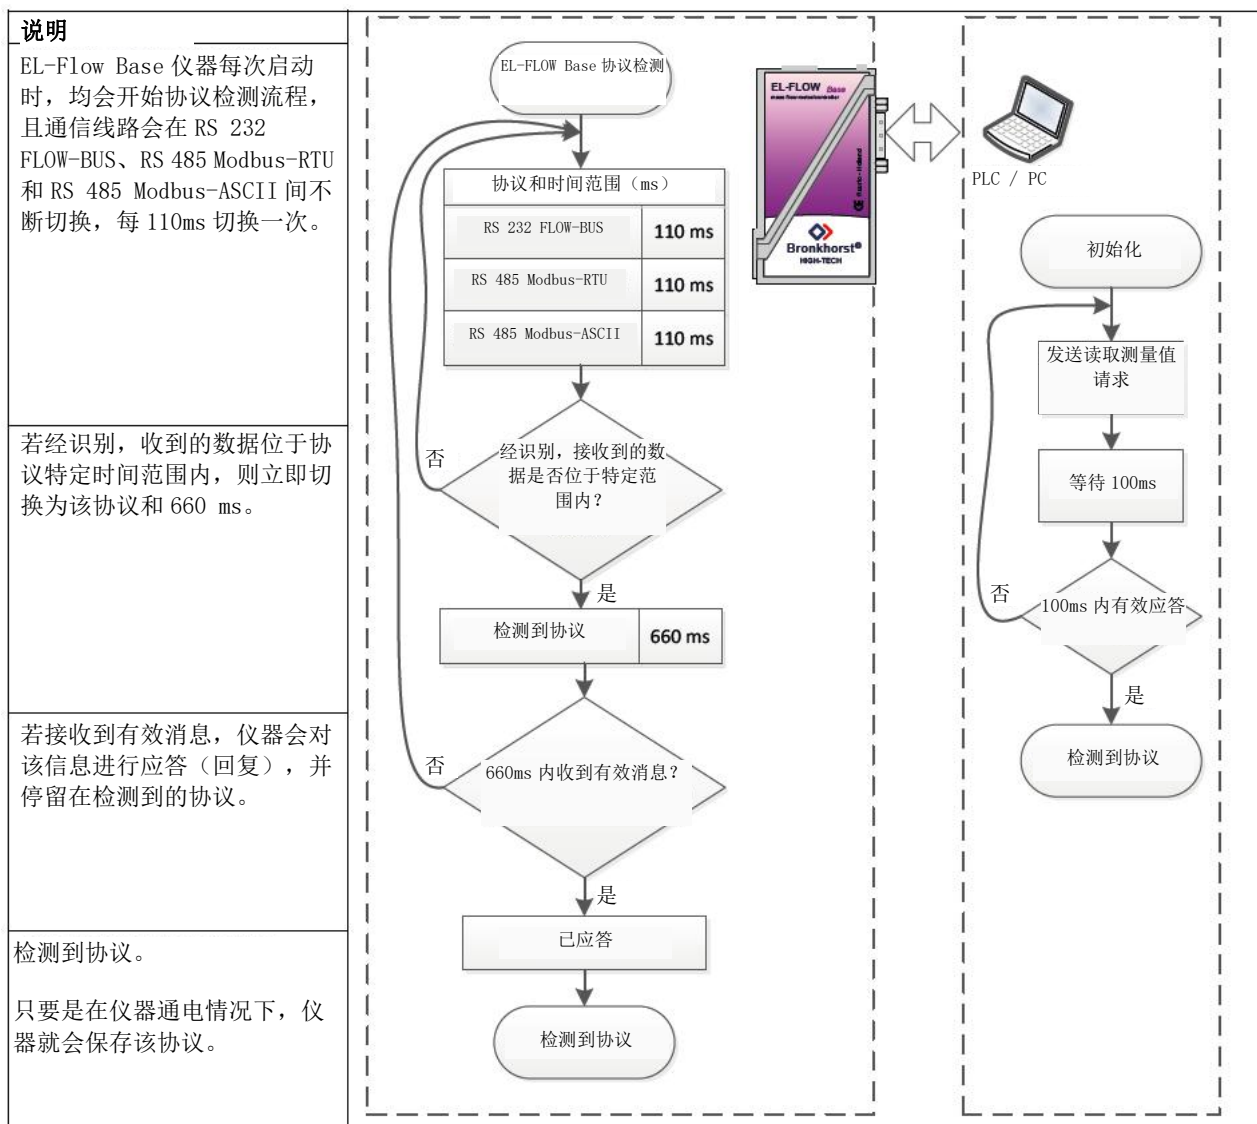 说明
EL-Flow Base 仪器每次启动
时，均会开始协议检测流程，
且通信线路会在 RS 232
FLOW-BUS、RS 485 Modbus-RTU
和 RS 485 Modbus-ASCII 间不
断切换，每 110ms 切换一次。
若经识别，收到的数据位于协
议特定时间范围内，则立即切
换为该协议和 660 ms。
若接收到有效消息，仪器会对
该信息进行应答（回复），并
停留在检测到的协议。
检测到协议。
只要是在仪器通电情况下，仪
器就会保存该协议。
EL-FLOW Base 协议检测
协议和时间范围（ms）
RS 232 FLOW-BUS 110 ms
RS 485 Modbus-RTU 110 ms
RS 485 Modbus-ASCII 110 ms
否
经识别，接收到的数
据是否位于特定范
围内？
是
检测到协议 660 ms
否
660ms 内收到有效消息？
是
已应答
检测到协议
EL-FLOW Base
Bronkhorst®
HIGH-TECH
PLC / PC
初始化
发送读取测量值
请求
等待 100ms
否
100ms 内有效应答
是
检测到协议